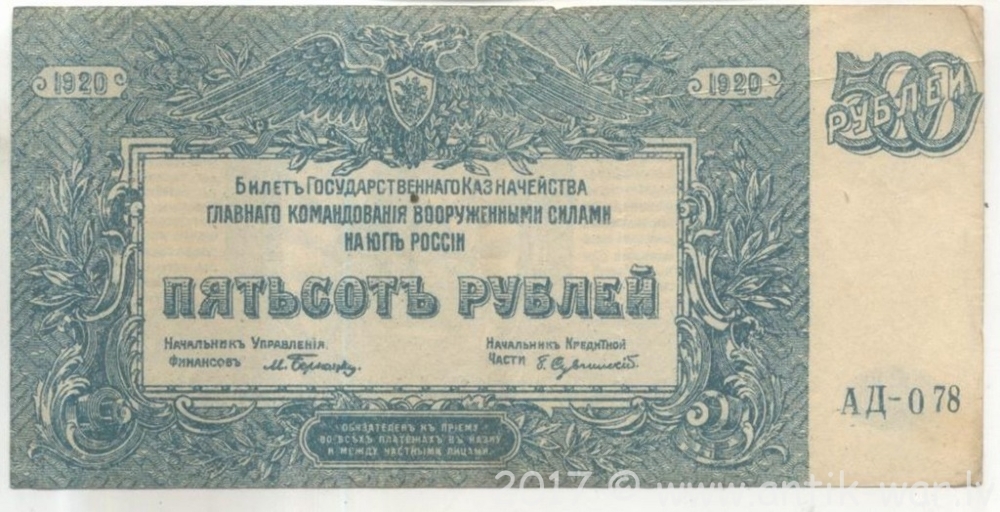 1920
1920
500
РУБЛЕЙ
БИЛЕТЪ ГОСУДАРСТВЕННАГО КАЗНАЧЕЙСТВА
ГЛАВНАГО КОМАНДОВАНІЯ ВООРУЖЕННЫМИ СИЛАМИ
НА ЮГѢ РОССІИ
ПЯТЬСОТЪ РУБЛЕЙ
НАЧАЛЬНИКЪ УПРАВЛЕНІЯ
ФИНАНСОВЪ
НАЧАЛЬНИКЪ КРЕДИТНОЙ
ЧАСТИ
АД-078
ОБЯЗАТЕЛЕНЪ КЪ ПРІЕМУ
ВО ВСѢХЪ ПЛАТЕЖАХЪ ВЪ КАЗНУ
И МЕЖДУ ЧАСТНЫМИ ЛИЦАМИ.
2017 © www.antik-war.lv